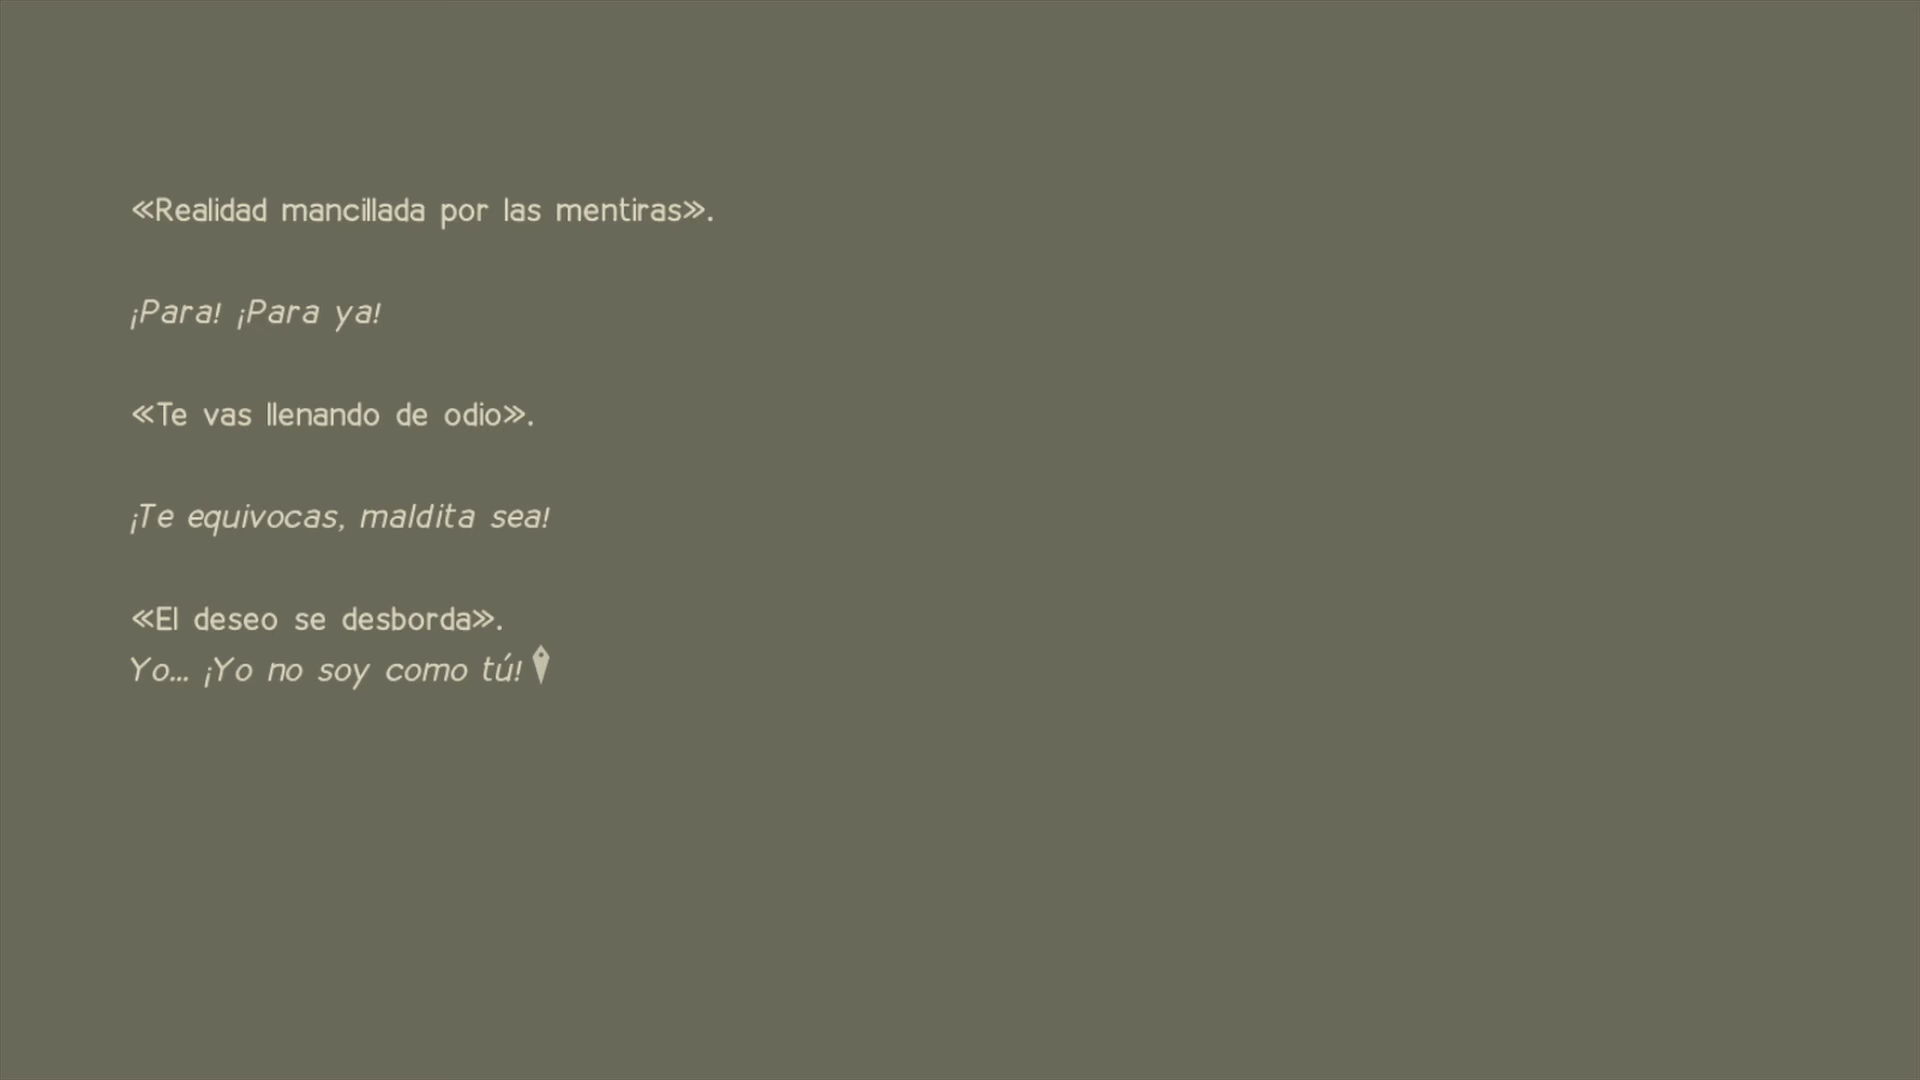 «Realidad mancillada por las mentiras».
¡Para! ¡Para ya!
«Te vas llenando de odio».
¡Te equivocas, maldita sea!
«El deseo se desborda».
Yo... ¡Yo no soy como tú!